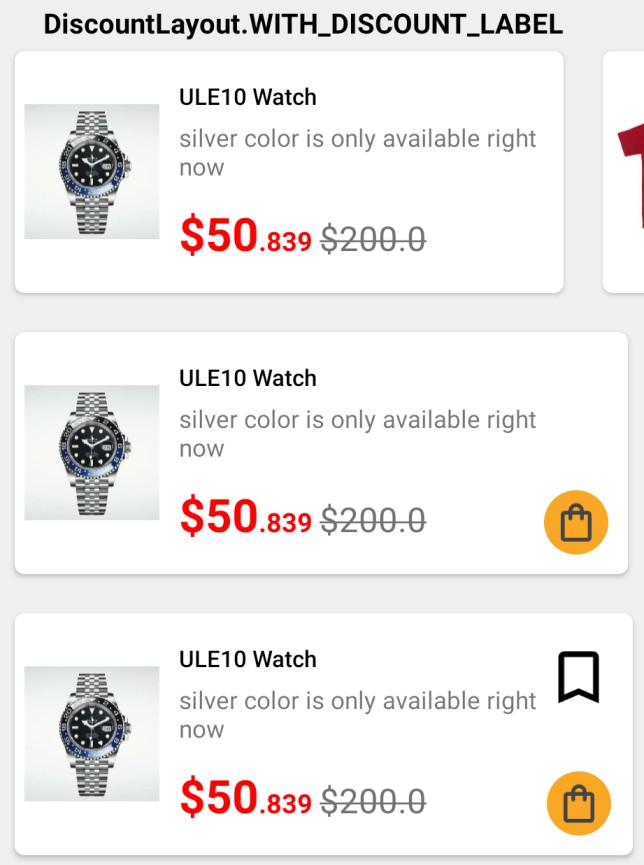 DiscountLayout.WITH_DISCOUNT_LABEL
ULE10 Watch
silver color is only available right
now
$50.839 $200.0
ULE10 Watch
silver color is only available right
now
$50.839 $200.0
ULE10 Watch
silver color is only available right
now
$50.839 $200.0